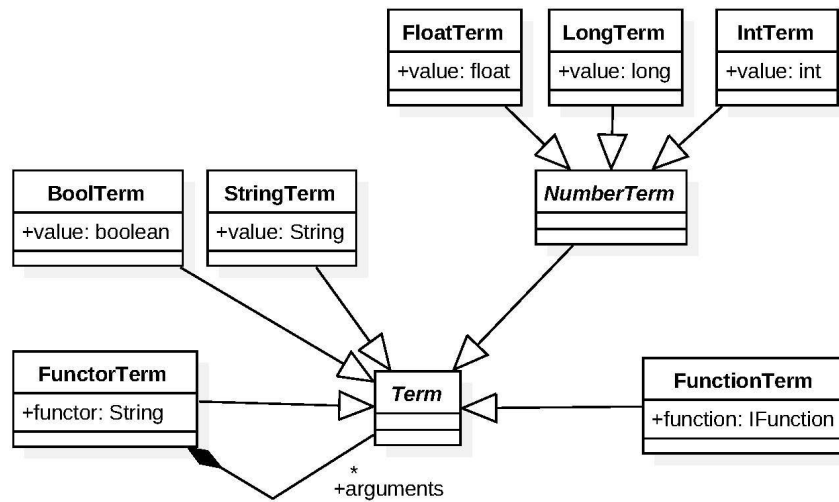 FloatTerm
+value: float
LongTerm
+value: long
IntTerm
+value: int
BoolTerm
+value: boolean
StringTerm
+value: String
NumberTerm
FunctorTerm
+functor: String
Term
FunctionTerm
+function: IFunction
*
+arguments